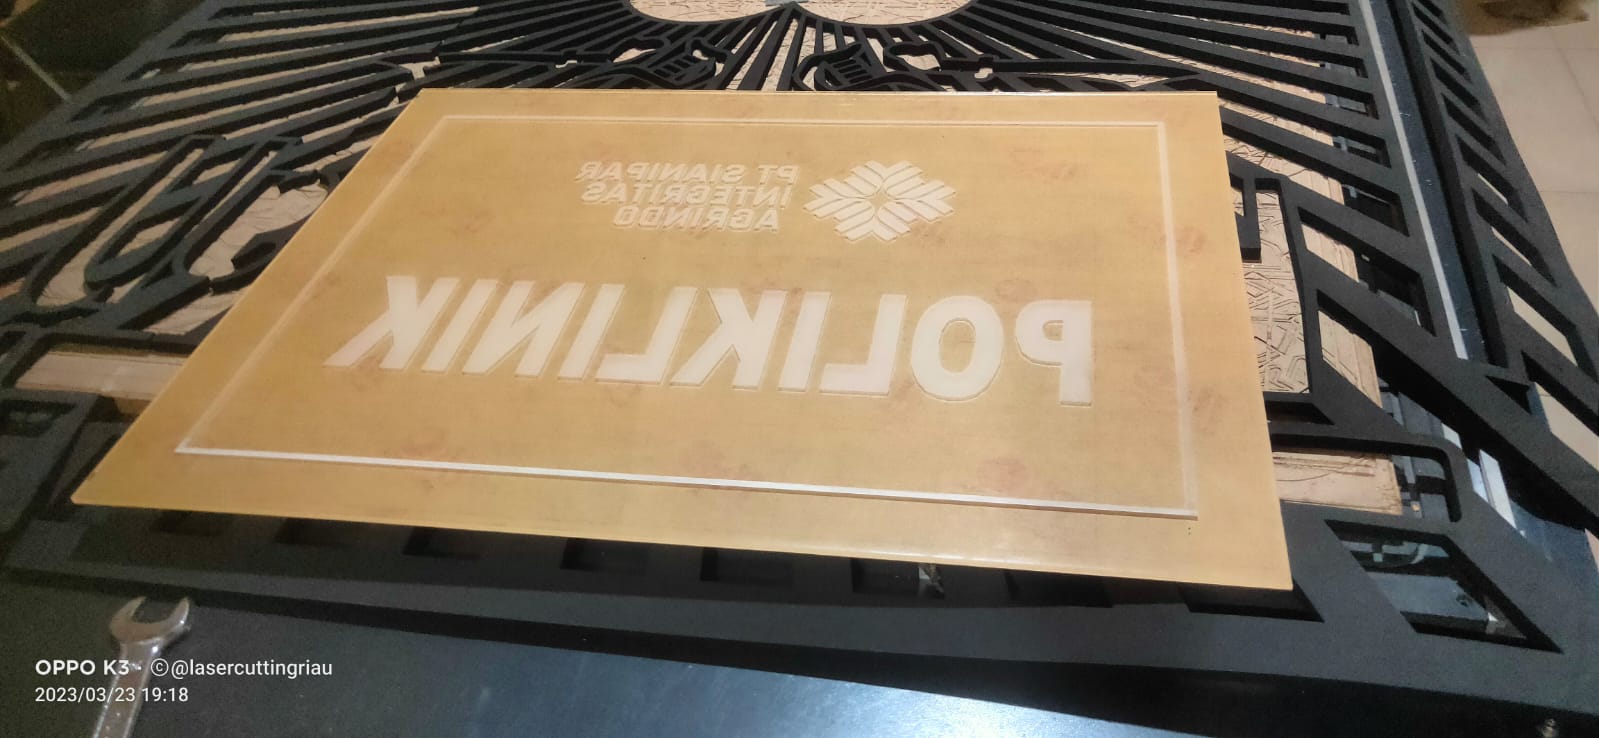 PT SIANIPAR
INTEGRITAS
AGRINDO
POLIKLINIK
OPPO K3 · ©@lasercuttingriau
2023/03/23 19:18